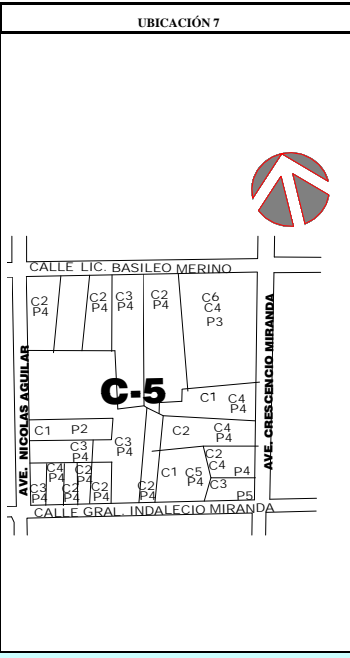 UBICACIÓN 7
CALLE LIC. BASILEO MERINO
C2 C2 C3 C2 C6
P4 P4 P4 P4 C4
P3
AVE. NICOLAS AGUILAR
AVE. CRESCENCIO MIRANDA
C-5
C1 C4
P4
C1 P2 C3 C2 C4
P4 P4
C3
P4
C2
C4
C4 C2 C1 C5 P4
P4 P4 P4
C3 C2 C2 C2 C3
P4 P4 P4 P4 P5
CALLE GRAL. INDALECIO MIRANDA